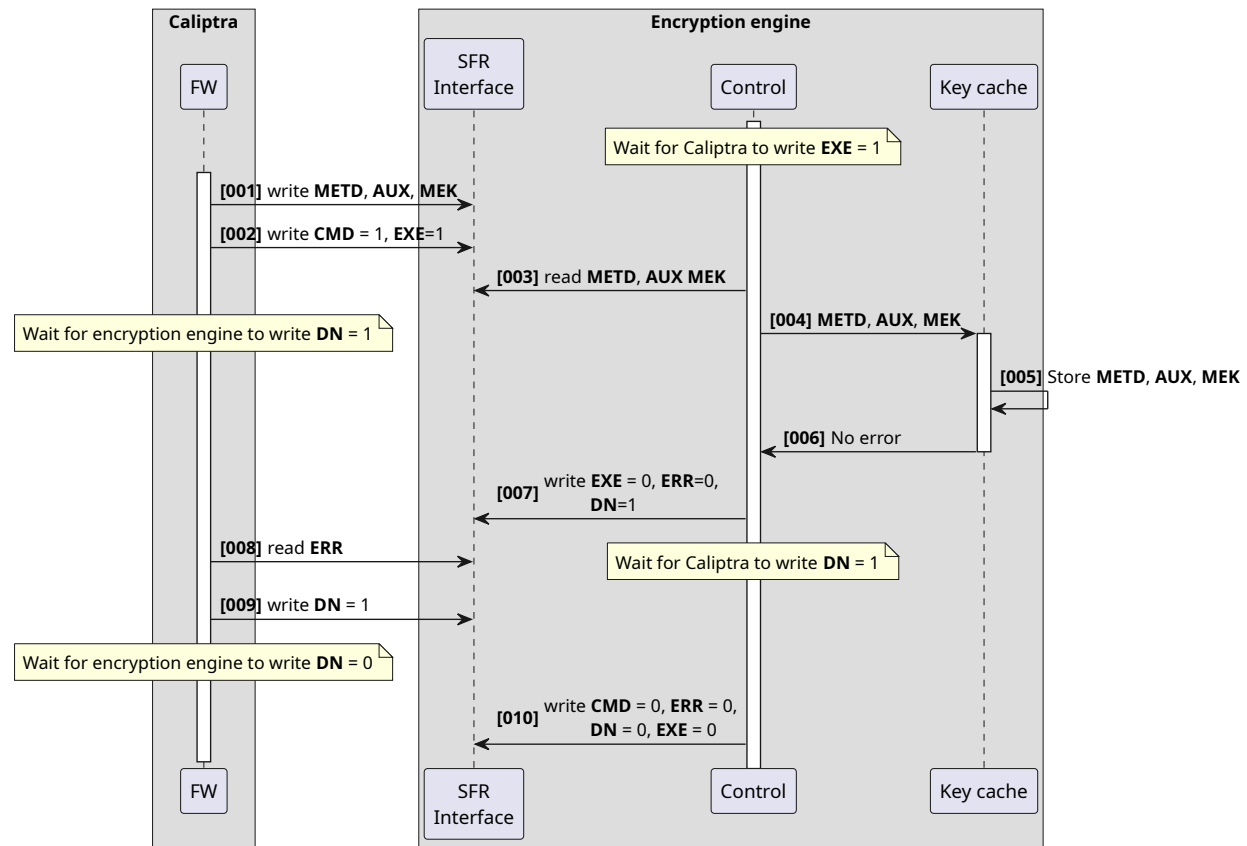 Caliptra
Encryption engine
FW
SFR
Interface
Control
Key cache
Wait for Caliptra to write EXE = 1
[001] write METD, AUX, MEK
[002] write CMD = 1, EXE=1
[003] read METD, AUX MEK
Wait for encryption engine to write DN = 1
[004] METD, AUX, MEK
[005] Store METD, AUX, MEK
[006] No error
[007] write EXE = 0, ERR=0,
DN=1
[008] read ERR
Wait for Caliptra to write DN = 1
[009] write DN = 1
Wait for encryption engine to write DN = 0
[010] write CMD = 0, ERR = 0,
DN = 0, EXE = 0
FW
SFR
Interface
Control
Key cache